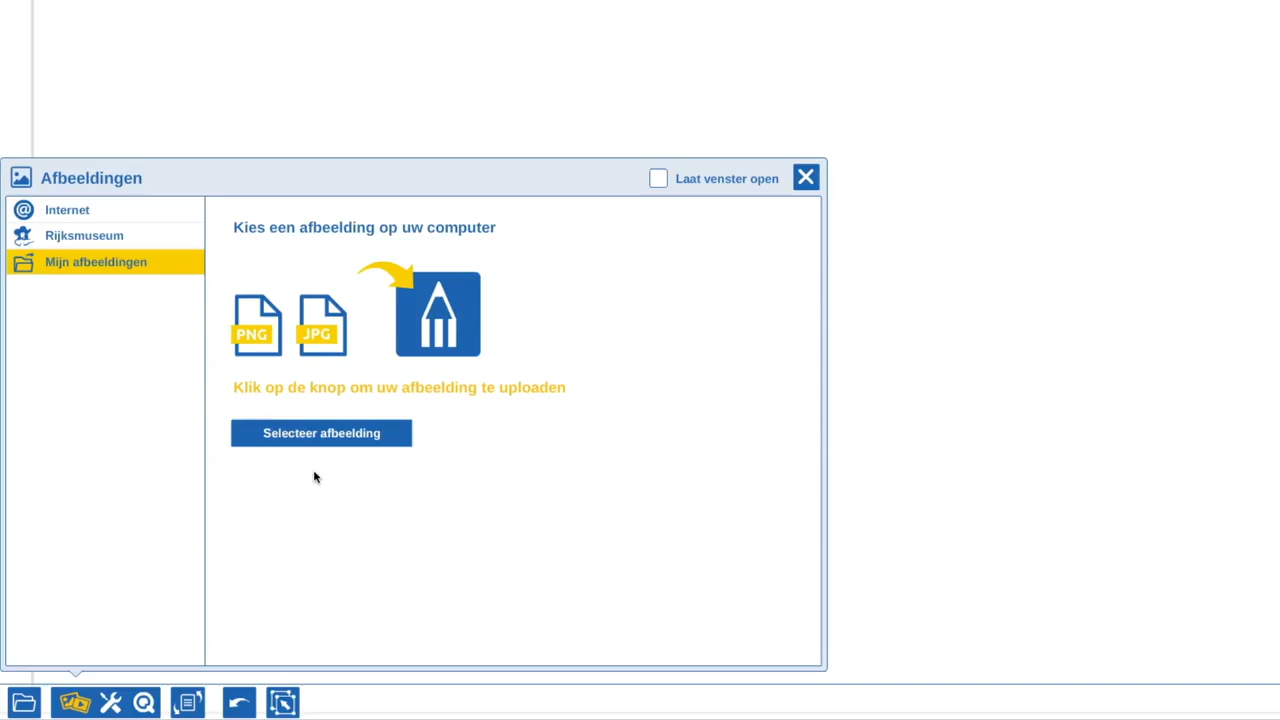 Afbeeldingen
Laat venster open
Internet
Rijksmuseum
Mijn afbeeldingen
Kies een afbeelding op uw computer
PNG
JPG
Klik op de knop om uw afbeelding te uploaden
Selecteer afbeelding